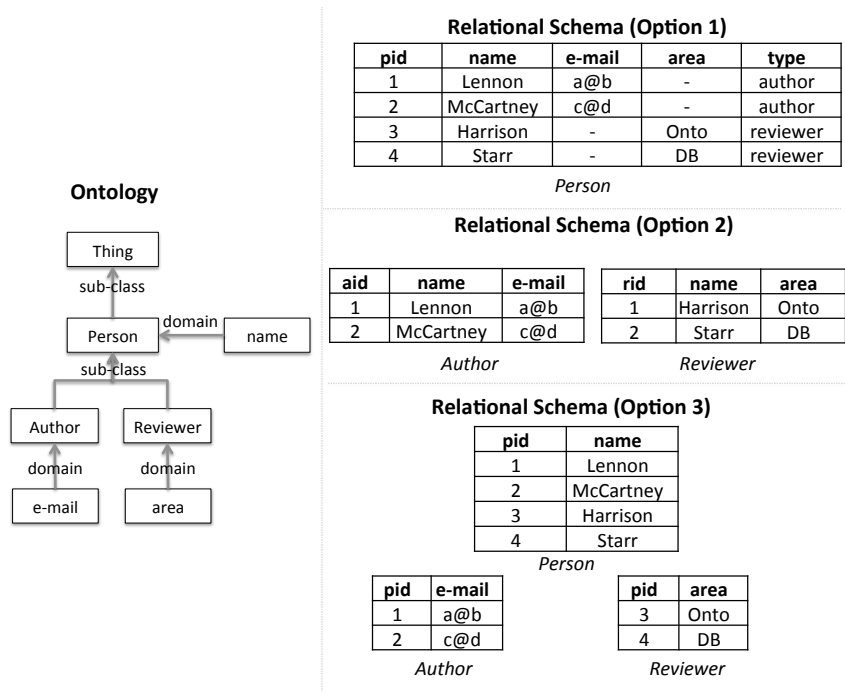 Ontology
Thing
sub-class
Person
domain
name
sub-class
Author
Reviewer
domain
domain
e-mail
area
Relational Schema (Option 1)
pid name e-mail area type
1 Lennon a@b - author
2 McCartney c@d - author
3 Harrison - Onto reviewer
4 Starr - DB reviewer
Person
Relational Schema (Option 2)
aid name e-mail
1 Lennon a@b
2 McCartney c@d
Author
rid name area
1 Harrison Onto
2 Starr DB
Reviewer
Relational Schema (Option 3)
pid name
1 Lennon
2 McCartney
3 Harrison
4 Starr
Person
pid e-mail
1 a@b
2 c@d
Author
pid area
3 Onto
4 DB
Reviewer